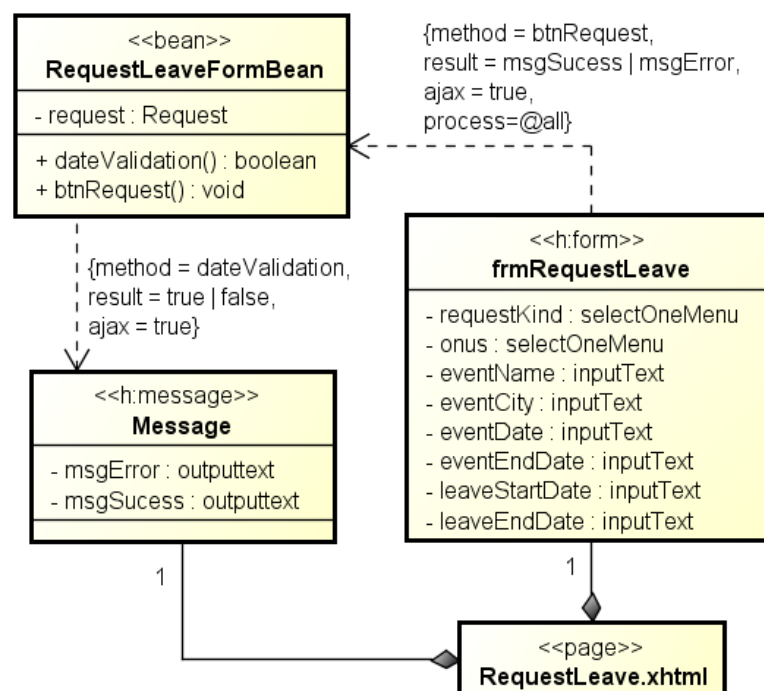 <<bean>>
RequestLeaveFormBean
- request : Request
+ dateValidation() : boolean
+ btnRequest() : void
{method = btnRequest,
result = msgSucess | msgError,
ajax = true,
process=@all}
{method = dateValidation,
result = true | false,
ajax = true}
<<h:form>>
frmRequestLeave
- requestKind : selectOneMenu
- onus : selectOneMenu
- eventName : inputText
- eventCity : inputText
- eventDate : inputText
- eventEndDate : inputText
- leaveStartDate : inputText
- leaveEndDate : inputText
<<h:message>>
Message
- msgError : outputtext
- msgSucess : outputtext
1
1
<<page>>
RequestLeave.xhtml